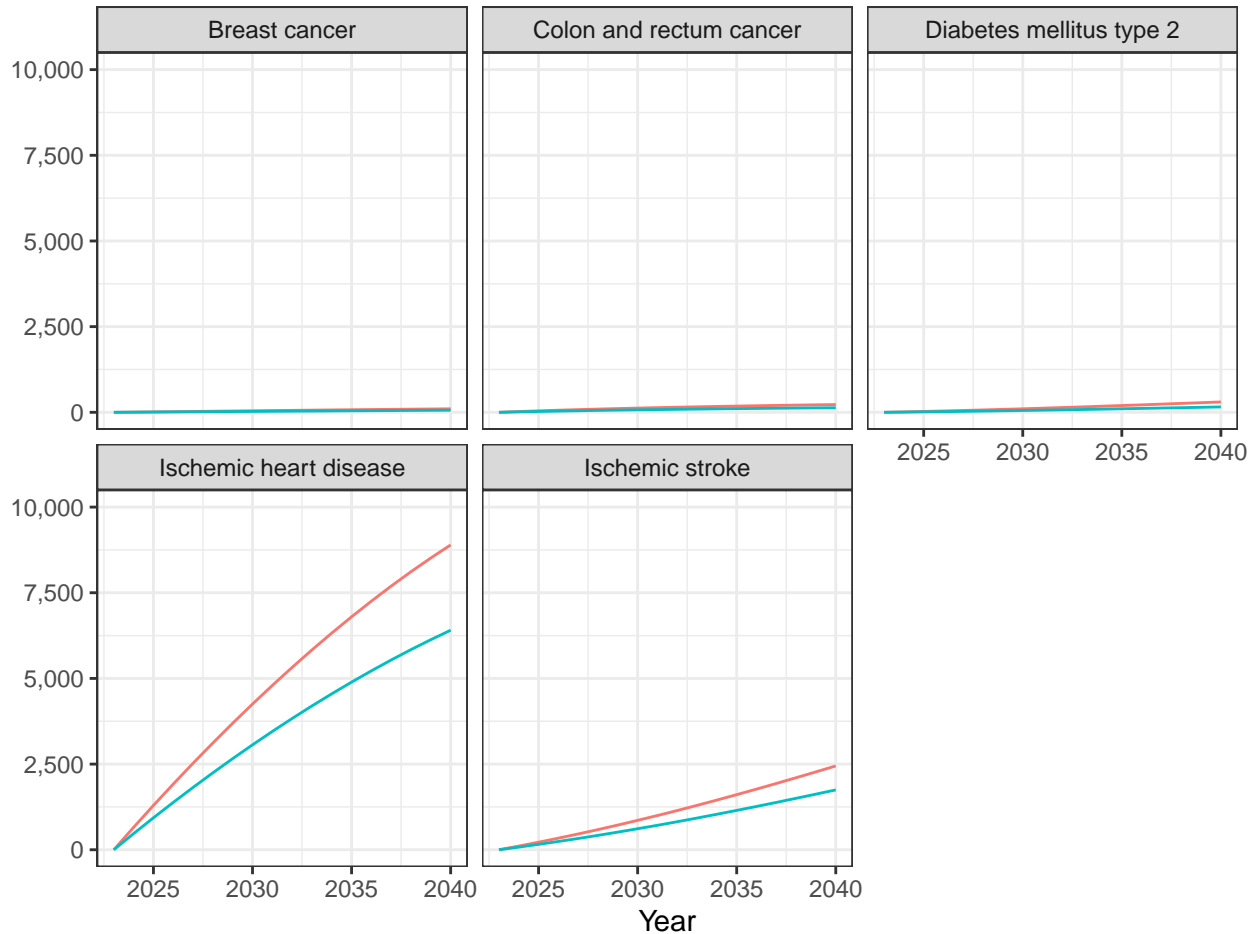 Breast cancer
Colon and rectum cancer
Diabetes mellitus type 2
10,000
7,500
5,000
2,500
0
2025 2030 2035 2040
Ischemic heart disease
Ischemic stroke
10,000
7,500
5,000
2,500
0
2025 2030 2035 2040
2025 2030 2035 2040
Year